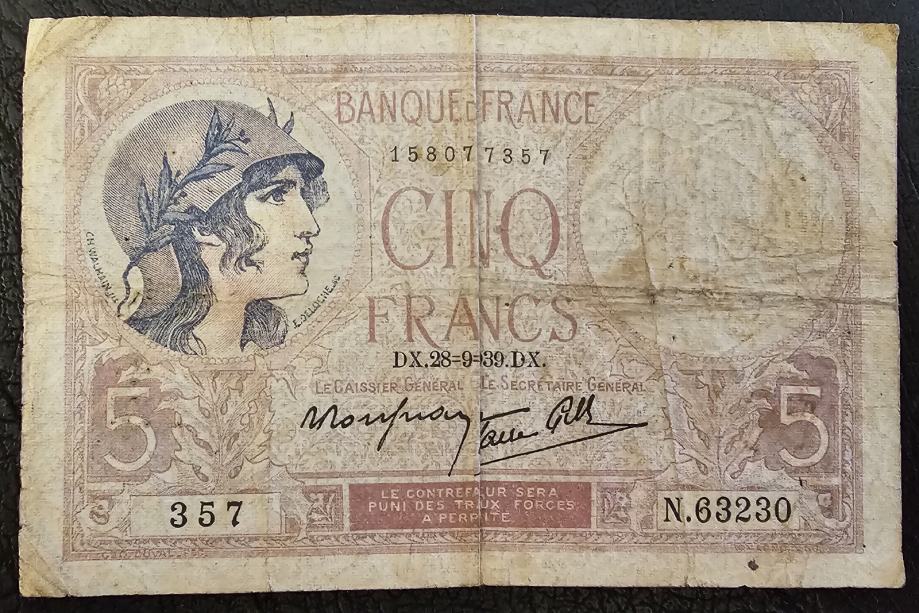 BANQUE DE FRANCE
158077357
CINQ
FRANCS
DX.28=9=39.DX.
LE CAISSIER GÉNÉRAL LE SECRÉTAIRE GÉNÉRAL
5 5
357
LE CONTREFAᶜᵀEUR SERA
PUNI DES TRAVAUX FORCÉS
À PERPÉTUITÉ
N.63230